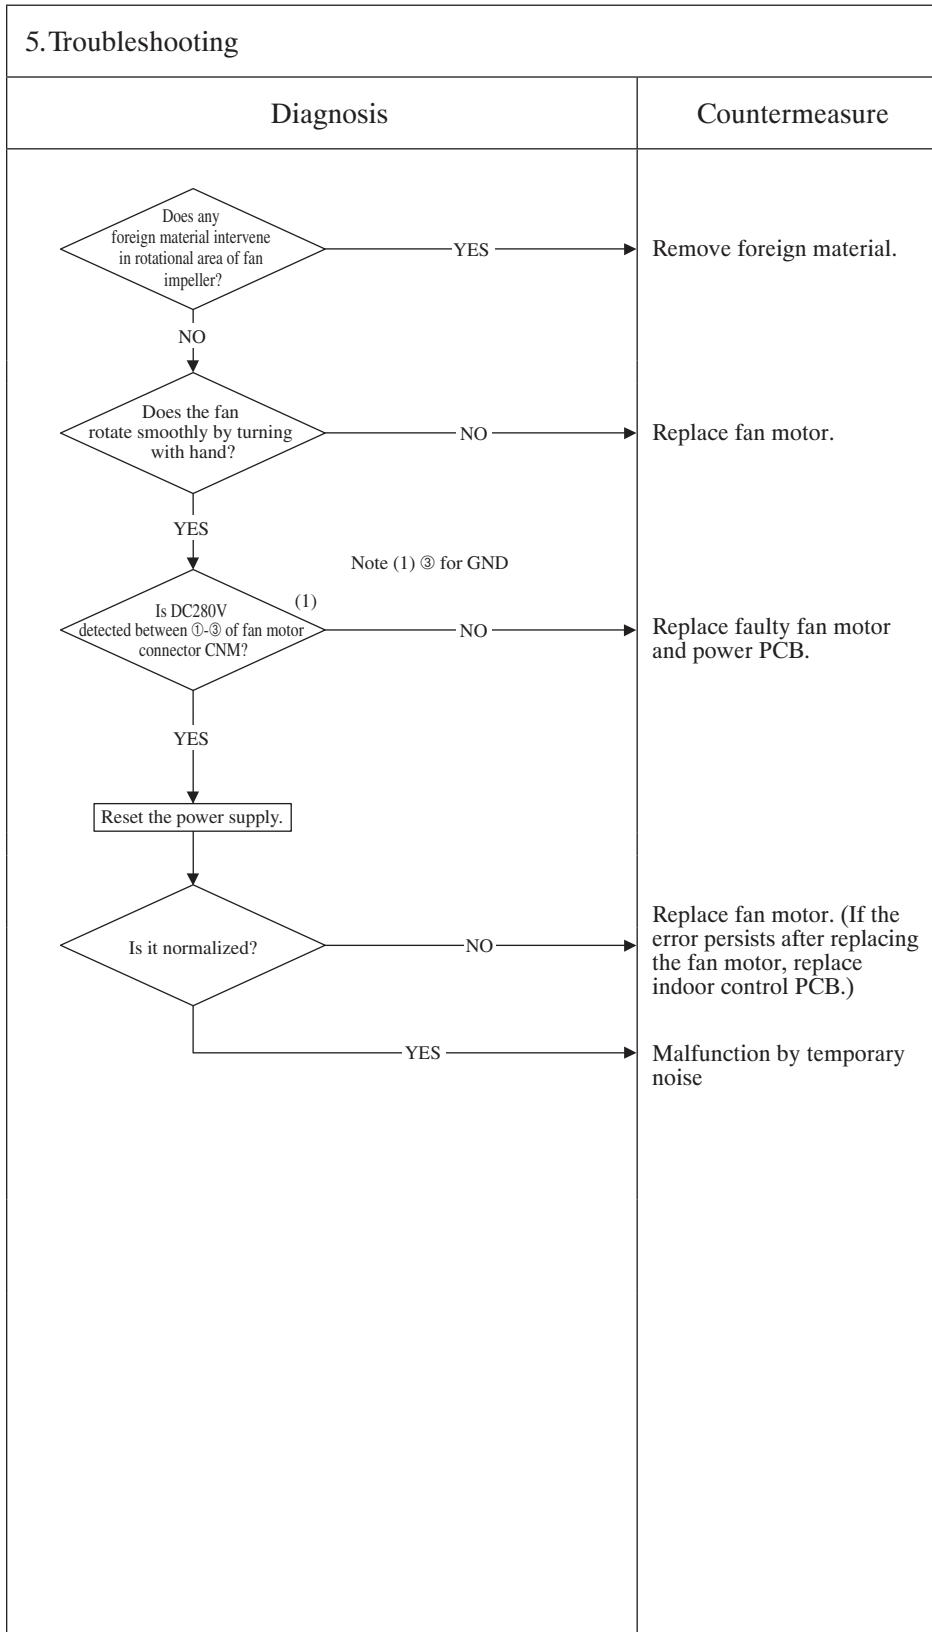 5. Troubleshooting
Diagnosis
Countermeasure
Does any
foreign material intervene
in rotational area of fan
impeller?
YES
Remove foreign material.
NO
Does the fan
rotate smoothly by turning
with hand?
NO
Replace fan motor.
YES
Note (1) ③ for GND
(1)
Is DC280V
detected between ①-③ of fan motor
connector CNM?
NO
Replace faulty fan motor
and power PCB.
YES
Reset the power supply.
Is it normalized?
NO
Replace fan motor. (If the
error persists after replacing
the fan motor, replace
indoor control PCB.)
YES
Malfunction by temporary
noise